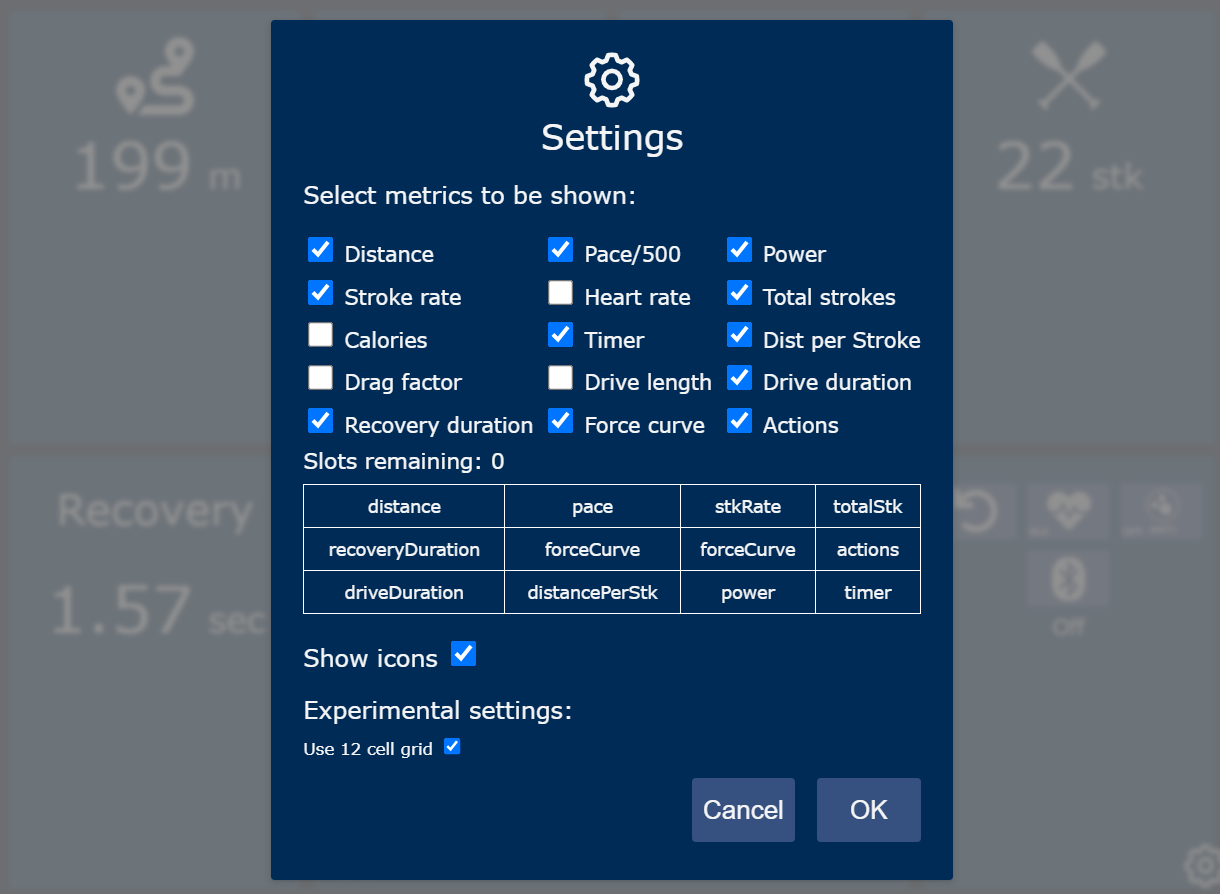 Settings
Select metrics to be shown:
Distance Pace/500 Power
Stroke rate Heart rate Total strokes
Calories Timer Dist per Stroke
Drag factor Drive length Drive duration
Recovery duration Force curve Actions
Slots remaining: 0
distance pace stkRate totalStk
recoveryDuration forceCurve forceCurve actions
driveDuration distancePerStk power timer
Show icons
Experimental settings:
Use 12 cell grid
Cancel OK
199 m
22 stk
Recovery
1.57 sec
Off